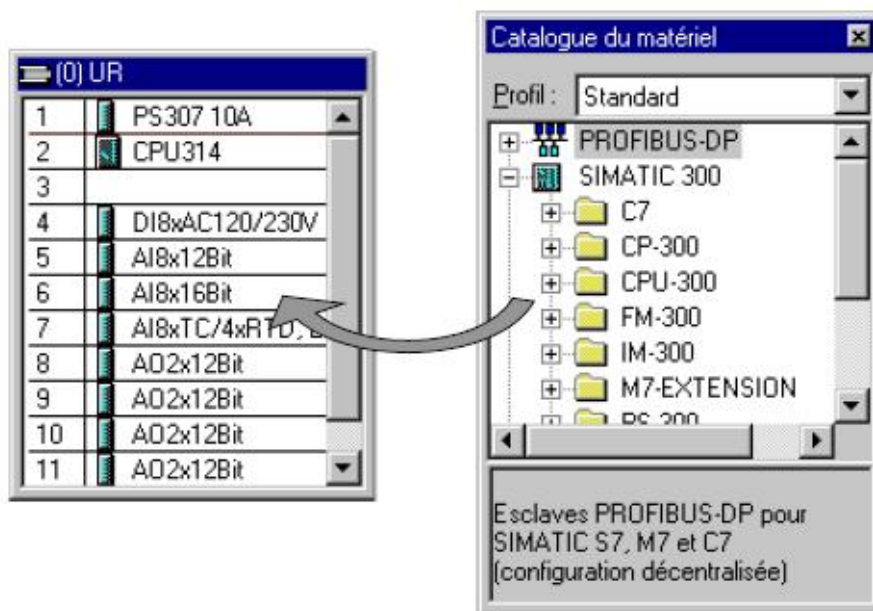 (0) UR
1 PS307 10A
2 CPU314
3
4 DI8xAC120/230V
5 AI8x12Bit
6 AI8x16Bit
7 AI8xTC/4xRTD,
8 AO2x12Bit
9 AO2x12Bit
10 AO2x12Bit
11 AO2x12Bit
Catalogue du matériel
Profil : Standard
PROFIBUS-DP
SIMATIC 300
C7
CP-300
CPU-300
FM-300
IM-300
M7-EXTENSION
PS-300
Esclaves PROFIBUS-DP pour
SIMATIC S7, M7 et C7
(configuration décentralisée)